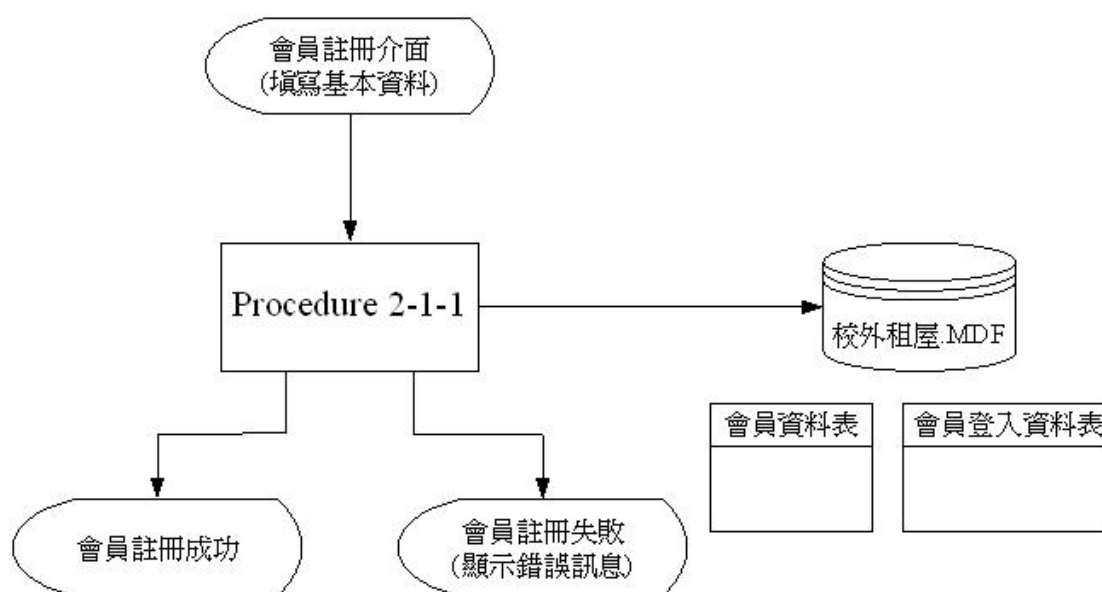 會員註冊介面
(填寫基本資料)
Procedure 2-1-1
校外租屋.MDF
會員資料表
會員登入資料表
會員註冊成功
會員註冊失敗
(顯示錯誤訊息)